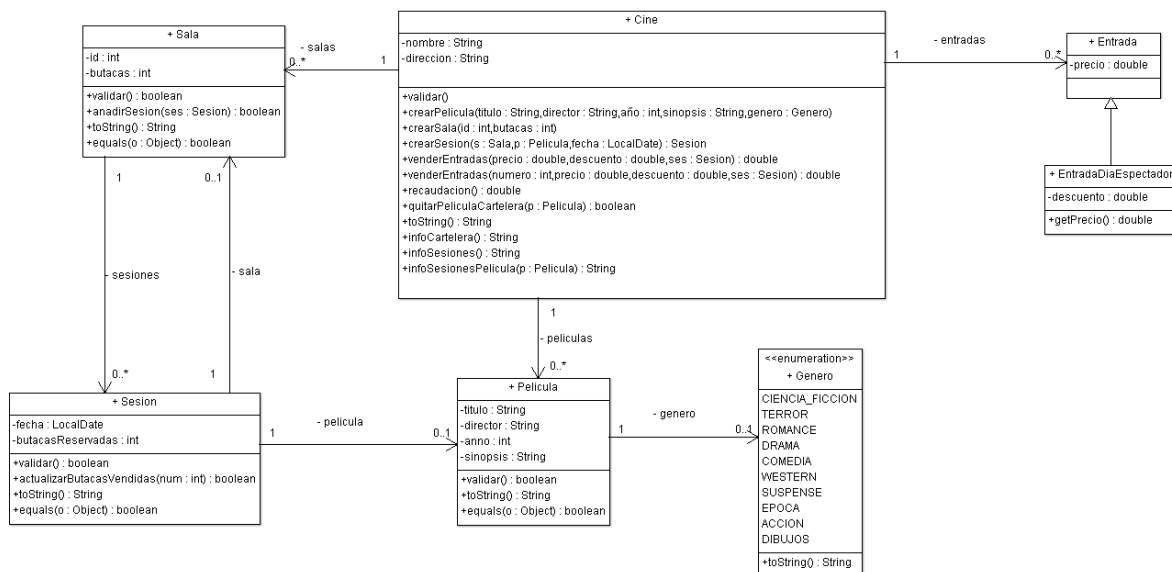 + Sala
-id : int
-butacas : int
+validar() : boolean
+anadirSesion(ses : Sesion) : boolean
+toString() : String
+equals(o : Object) : boolean
- salas
0..*
1
+ Cine
-nombre : String
-direccion : String
+validar()
+crearPelicula(titulo : String,director : String,año : int,sinopsis : String,genero : Genero)
+crearSala(id : int,butacas : int)
+crearSesion(s : Sala,p : Pelicula,fecha : LocalDate) : Sesion
+venderEntradas(precio : double,descuento : double,ses : Sesion) : double
+venderEntradas(numero : int,precio : double,descuento : double,ses : Sesion) : double
+recaudacion() : double
+quitarPeliculaCartelera(p : Pelicula) : boolean
+toString() : String
+infoCartelera() : String
+infoSesiones() : String
+infoSesionesPelicula(p : Pelicula) : String
- entradas
1
0..*
+ Entrada
-precio : double
+ EntradaDiaEspectador
-descuento : double
+getPrecio() : double
1
- sesiones
0..*
0..1
- sala
1
1
- peliculas
0..*
+ Sesion
-fecha : LocalDate
-butacasReservadas : int
+validar() : boolean
+actualizarButacasVendidas(num : int) : boolean
+toString() : String
+equals(o : Object) : boolean
- pelicula
1
0..1
+ Pelicula
-titulo : String
-director : String
-anno : int
-sinopsis : String
+validar() : boolean
+toString() : String
+equals(o : Object) : boolean
- genero
1
0..1
<<enumeration>>
+ Genero
CIENCIA_FICCION
TERROR
ROMANCE
DRAMA
COMEDIA
WESTERN
SUSPENSE
EPOCA
ACCION
DIBUJOS
+toString() : String